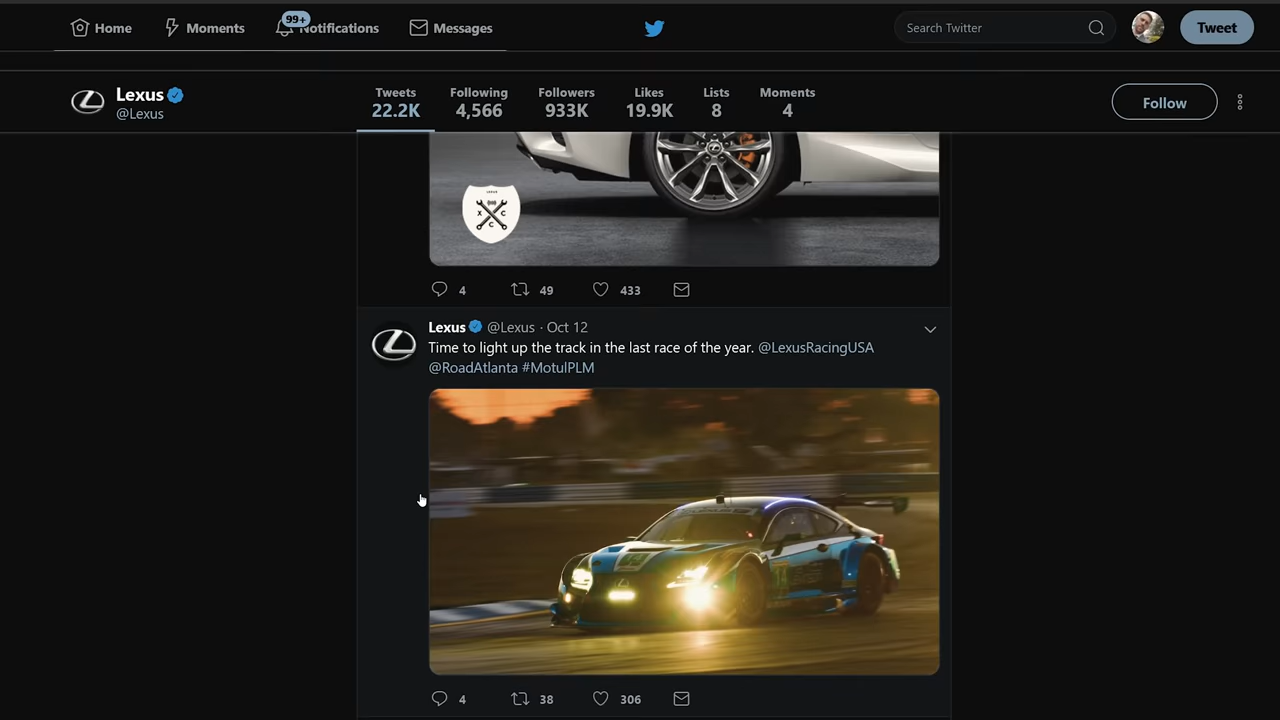 Home
Moments
99+
Notifications
Messages
Search Twitter
Tweet
Lexus
@Lexus
Tweets
22.2K
Following
4,566
Followers
933K
Likes
19.9K
Lists
8
Moments
4
Follow
LEXUS
X C
C
4 49 433
Lexus @Lexus · Oct 12
Time to light up the track in the last race of the year. @LexusRacingUSA
@RoadAtlanta #MotulPLM
14
4 38 306